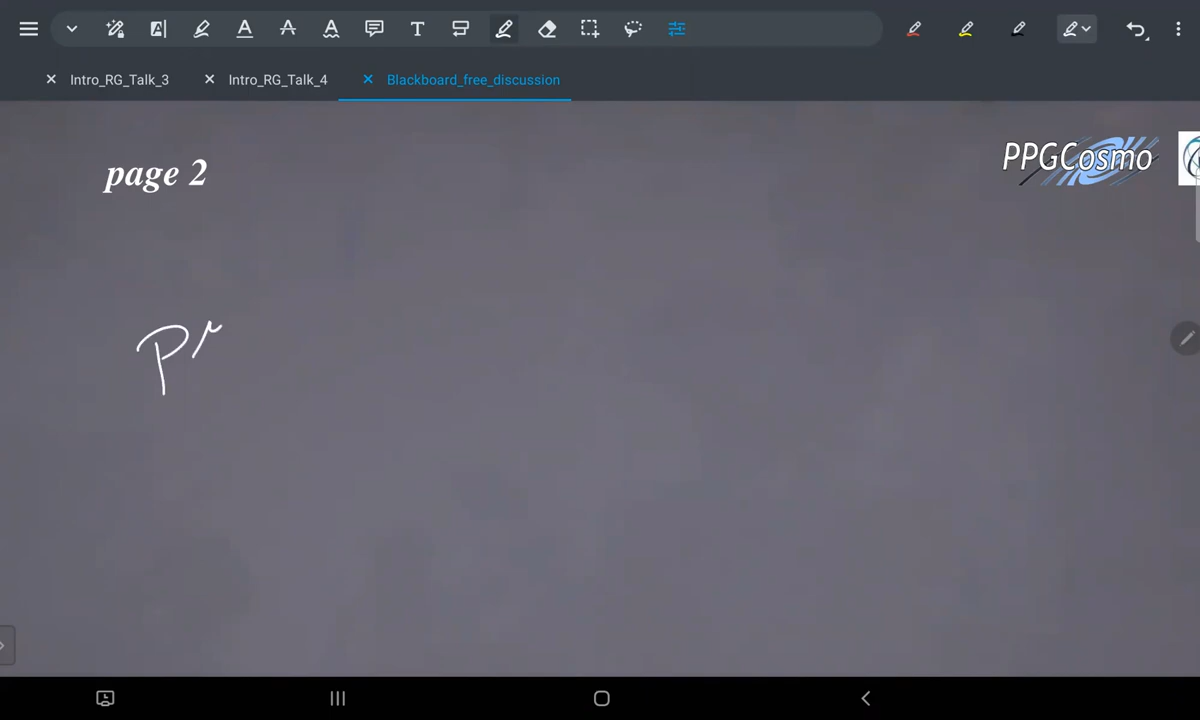 Intro_RG_Talk_3 Intro_RG_Talk_4 Blackboard_free_discussion
page 2 PPGCosmo
Pr